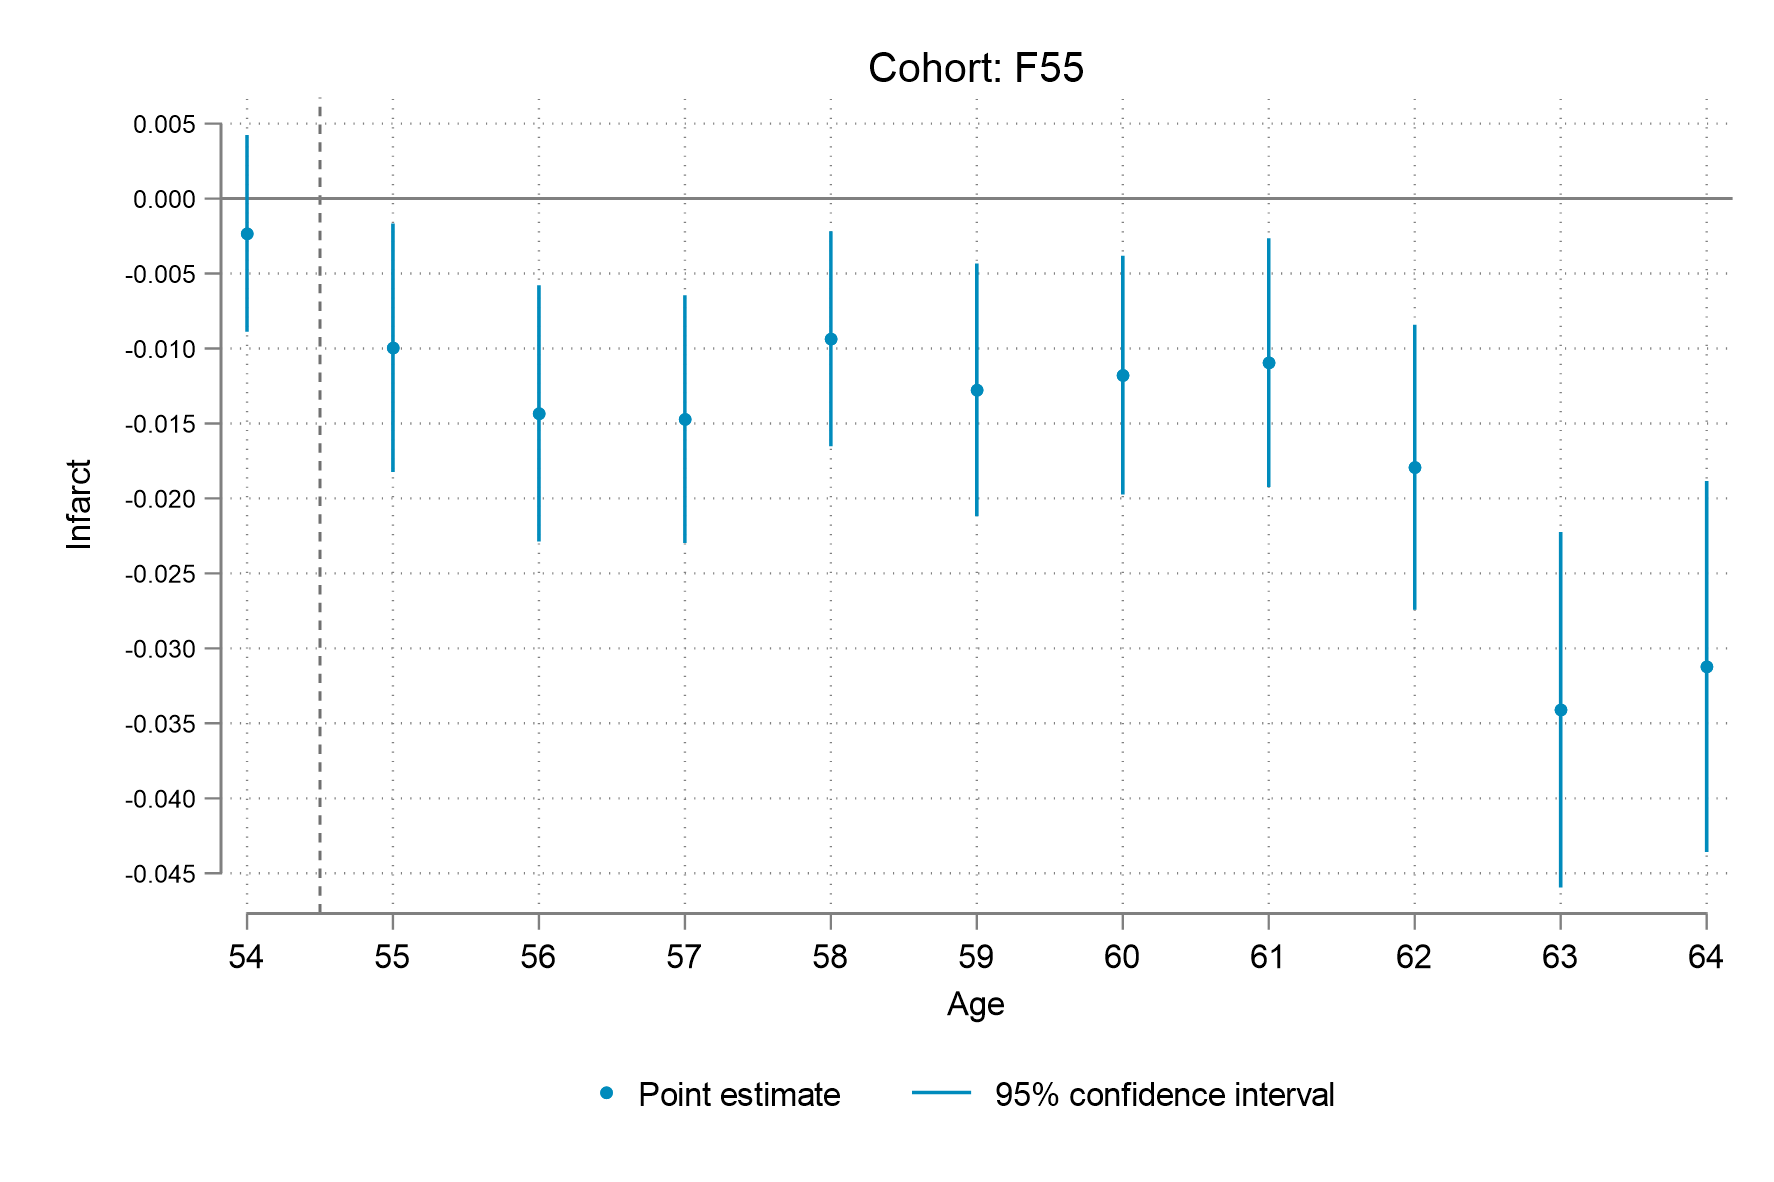 Cohort: F55
0.005
0.000
-0.005
-0.010
-0.015
-0.020
-0.025
-0.030
-0.035
-0.040
-0.045
Infarct
54 55 56 57 58 59 60 61 62 63 64
Age
Point estimate 95% confidence interval